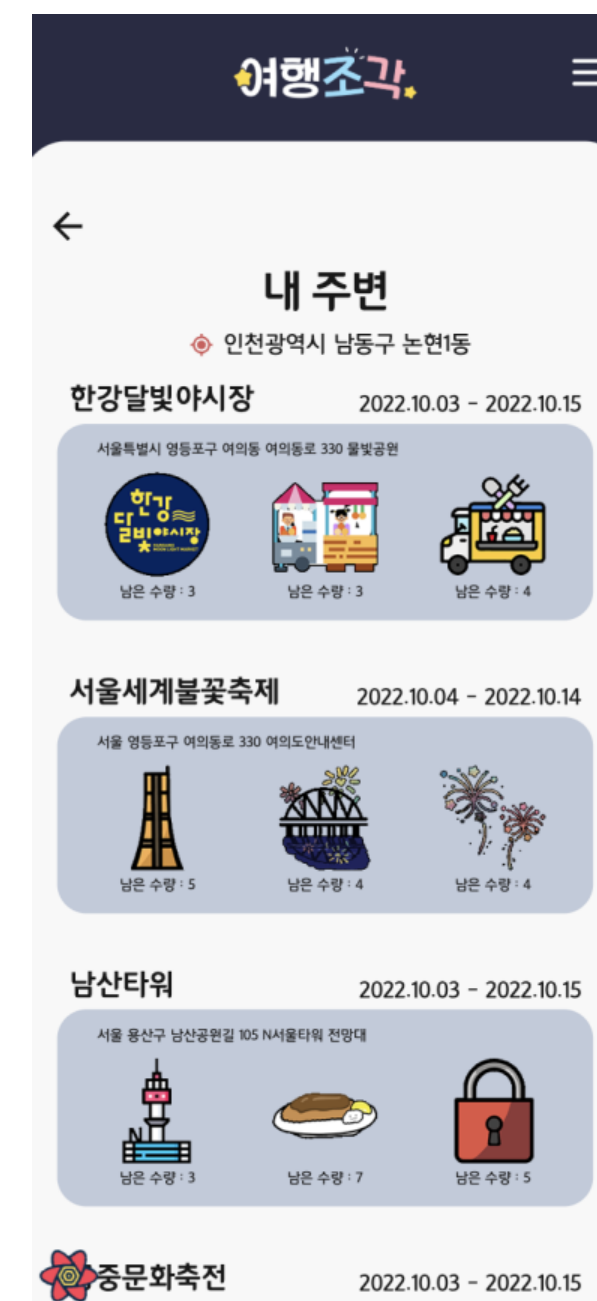 여행조각
내 주변
인천광역시 남동구 논현1동
한강달빛야시장 2022.10.03 - 2022.10.15
서울특별시 영등포구 여의동 여의동로 330 물빛공원
한강
달빛야시장
남은 수량 : 3 남은 수량 : 3 남은 수량 : 4
서울세계불꽃축제 2022.10.04 - 2022.10.14
서울 영등포구 여의동로 330 여의도안내센터
남은 수량 : 5 남은 수량 : 4 남은 수량 : 4
남산타워 2022.10.03 - 2022.10.15
서울 용산구 남산공원길 105 N서울타워 전망대
N
남은 수량 : 3 남은 수량 : 7 남은 수량 : 5
중문화축전 2022.10.03 - 2022.10.15